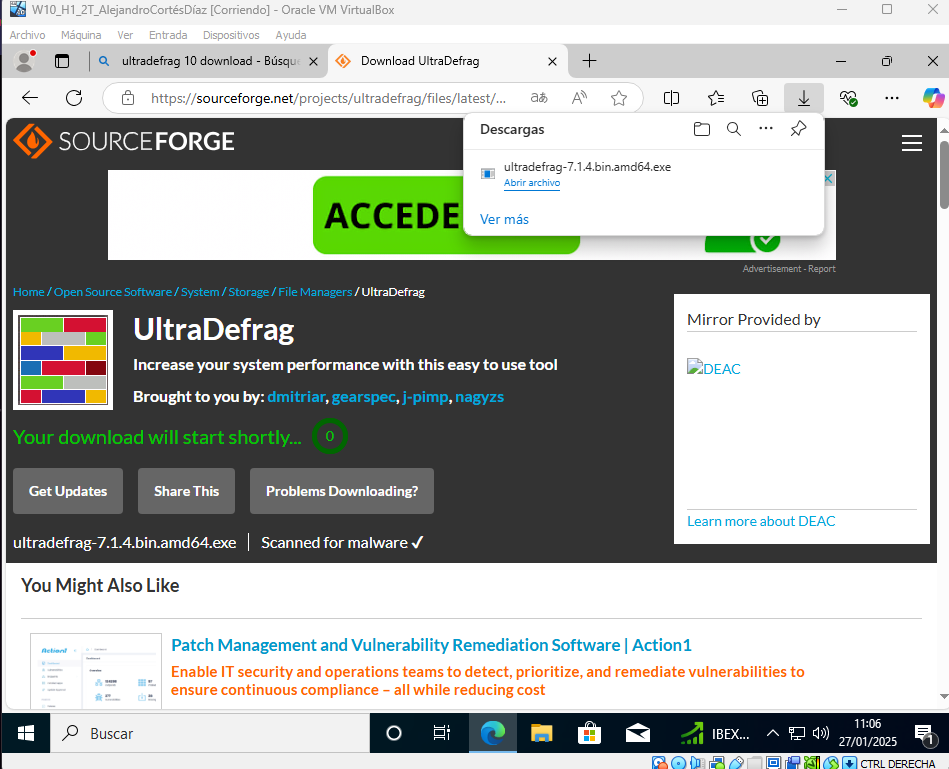 W10_H1_2T_AlejandroCortésDíaz [Corriendo] - Oracle VM VirtualBox
Archivo Máquina Ver Entrada Dispositivos Ayuda
ultradefrag 10 download - Búsque
Download UltraDefrag
https://sourceforge.net/projects/ultradefrag/files/latest/...
SOURCEFORGE
Descargas
ultradefrag-7.1.4.bin.amd64.exe
Abrir archivo
Ver más
ACCEDE
Advertisement - Report
Home / Open Source Software / System / Storage / File Managers / UltraDefrag
UltraDefrag
Increase your system performance with this easy to use tool
Brought to you by: dmitriar, gearspec, j-pimp, nagyzs
Your download will start shortly... 0
Get Updates
Share This
Problems Downloading?
ultradefrag-7.1.4.bin.amd64.exe | Scanned for malware ✓
Mirror Provided by
DEAC
Learn more about DEAC
You Might Also Like
Patch Management and Vulnerability Remediation Software | Action1
Enable IT security and operations teams to detect, prioritize, and remediate vulnerabilities to
ensure continuous compliance – all while reducing cost
Buscar
IBEX...
11:06
27/01/2025
1
CTRL DERECHA